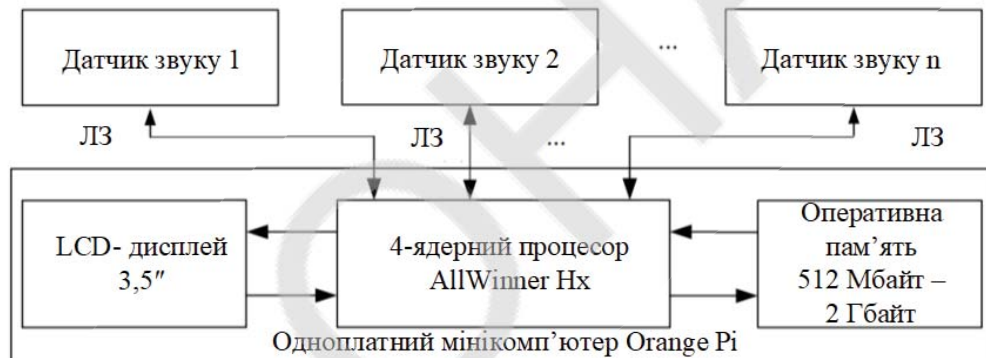 Датчик звуку 1
Датчик звуку 2
...
Датчик звуку n
ЛЗ
ЛЗ
...
ЛЗ
LCD- дисплей
3,5″
4-ядерний процесор
AllWinner Hx
Оперативна
пам’ять
512 Мбайт –
2 Гбайт
Одноплатний мінікомп’ютер Orange Pi